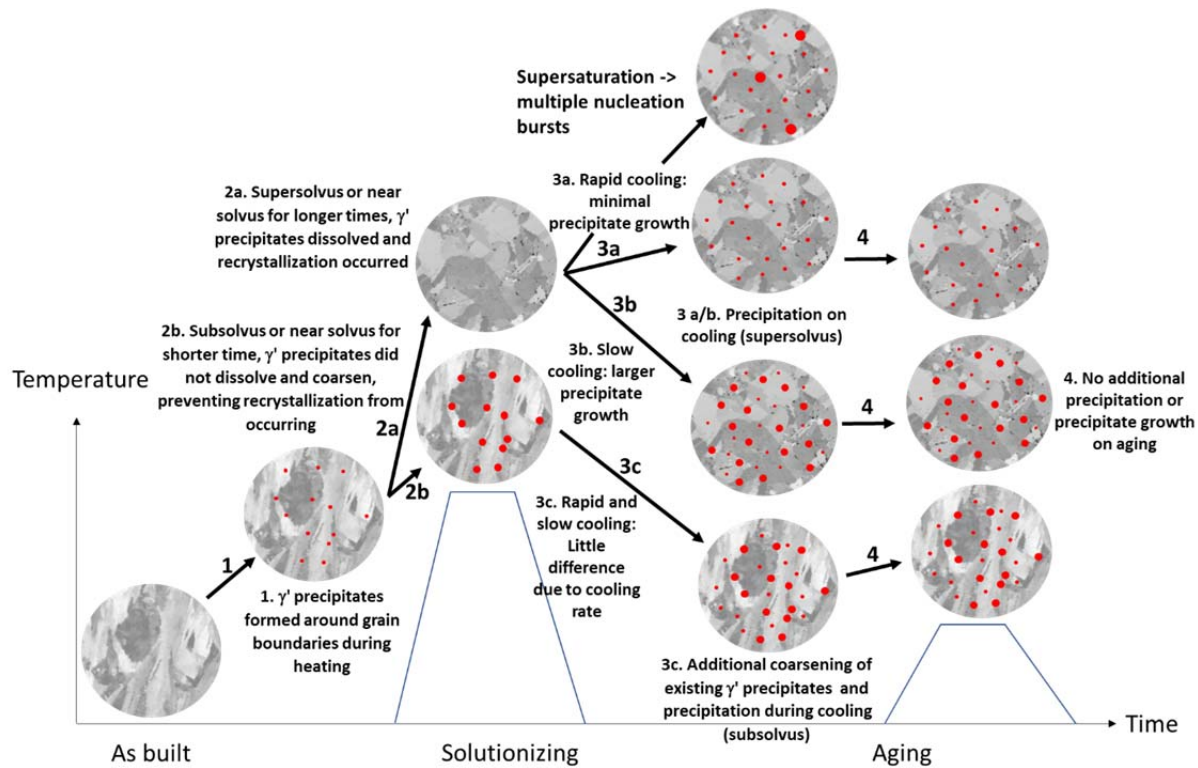 Supersaturation ->
multiple nucleation
bursts
2a. Supersolvus or near
solvus for longer times, γ'
precipitates dissolved and
recrystallization occurred
3a. Rapid cooling:
minimal
precipitate growth
3a
4
3b
3 a/b. Precipitation on
cooling (supersolvus)
2b. Subsolvus or near solvus for
shorter time, γ' precipitates did
not dissolve and coarsen,
preventing recrystallization from
occurring
3b. Slow
cooling: larger
precipitate
growth
4
4. No additional
precipitation or
precipitate growth
on aging
Temperature
2a
2b
3c
3c. Rapid and
slow cooling:
Little
difference
due to cooling
rate
4
1
1. γ' precipitates
formed around grain
boundaries during
heating
3c. Additional coarsening of
existing γ' precipitates and
precipitation during cooling
(subsolvus)
Time
As built
Solutionizing
Aging